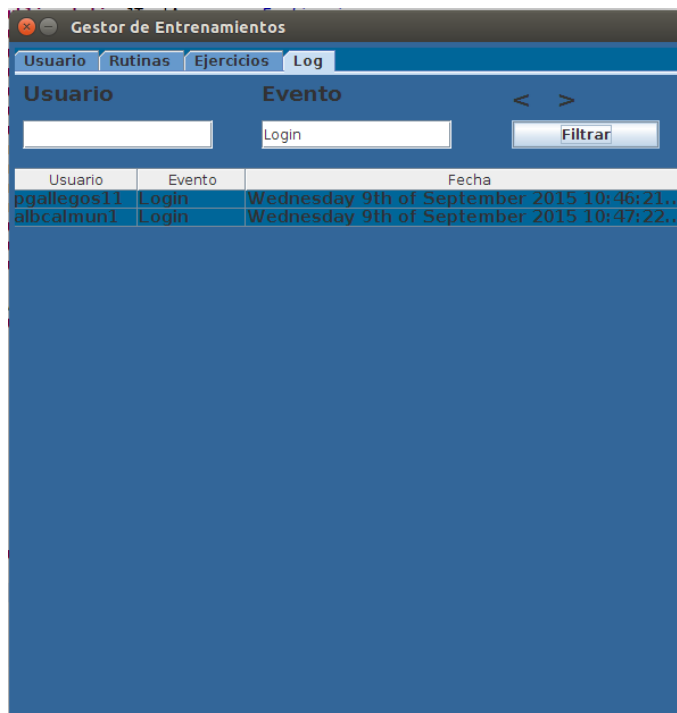 Gestor de Entrenamientos
Usuario Rutinas Ejercicios Log
Usuario Evento < >
Login Filtrar
Usuario Evento Fecha
pgallegos11 Login Wednesday 9th of September 2015 10:46:21...
albcalmun1 Login Wednesday 9th of September 2015 10:47:22...